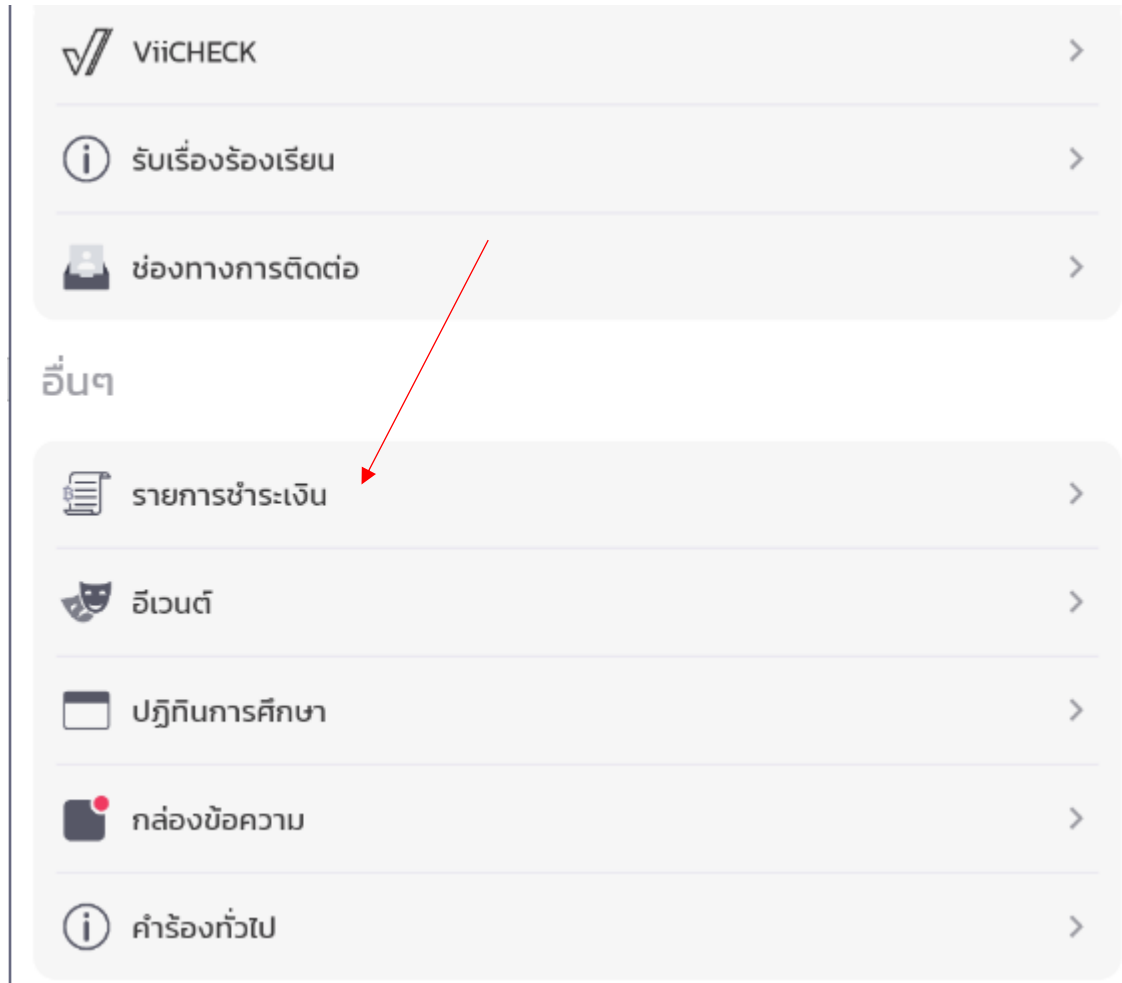 ViiCHECK
รับเรื่องร้องเรียน
ช่องทางการติดต่อ
อื่นๆ
รายการชำระเงิน
อีเวนต์
ปฏิทินการศึกษา
กล่องข้อความ
คำร้องทั่วไป